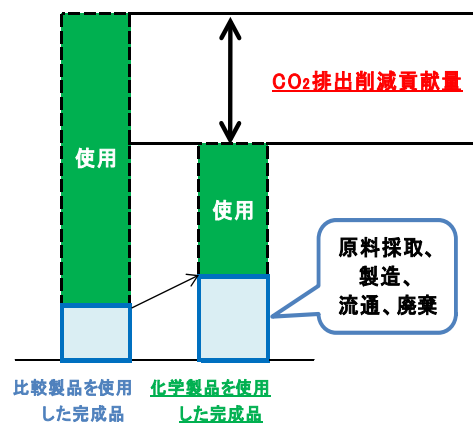 CO₂排出削減貢献量
使用
使用
原料採取、
製造、
流通、廃棄
比較製品を使用
した完成品
化学製品を使用
した完成品